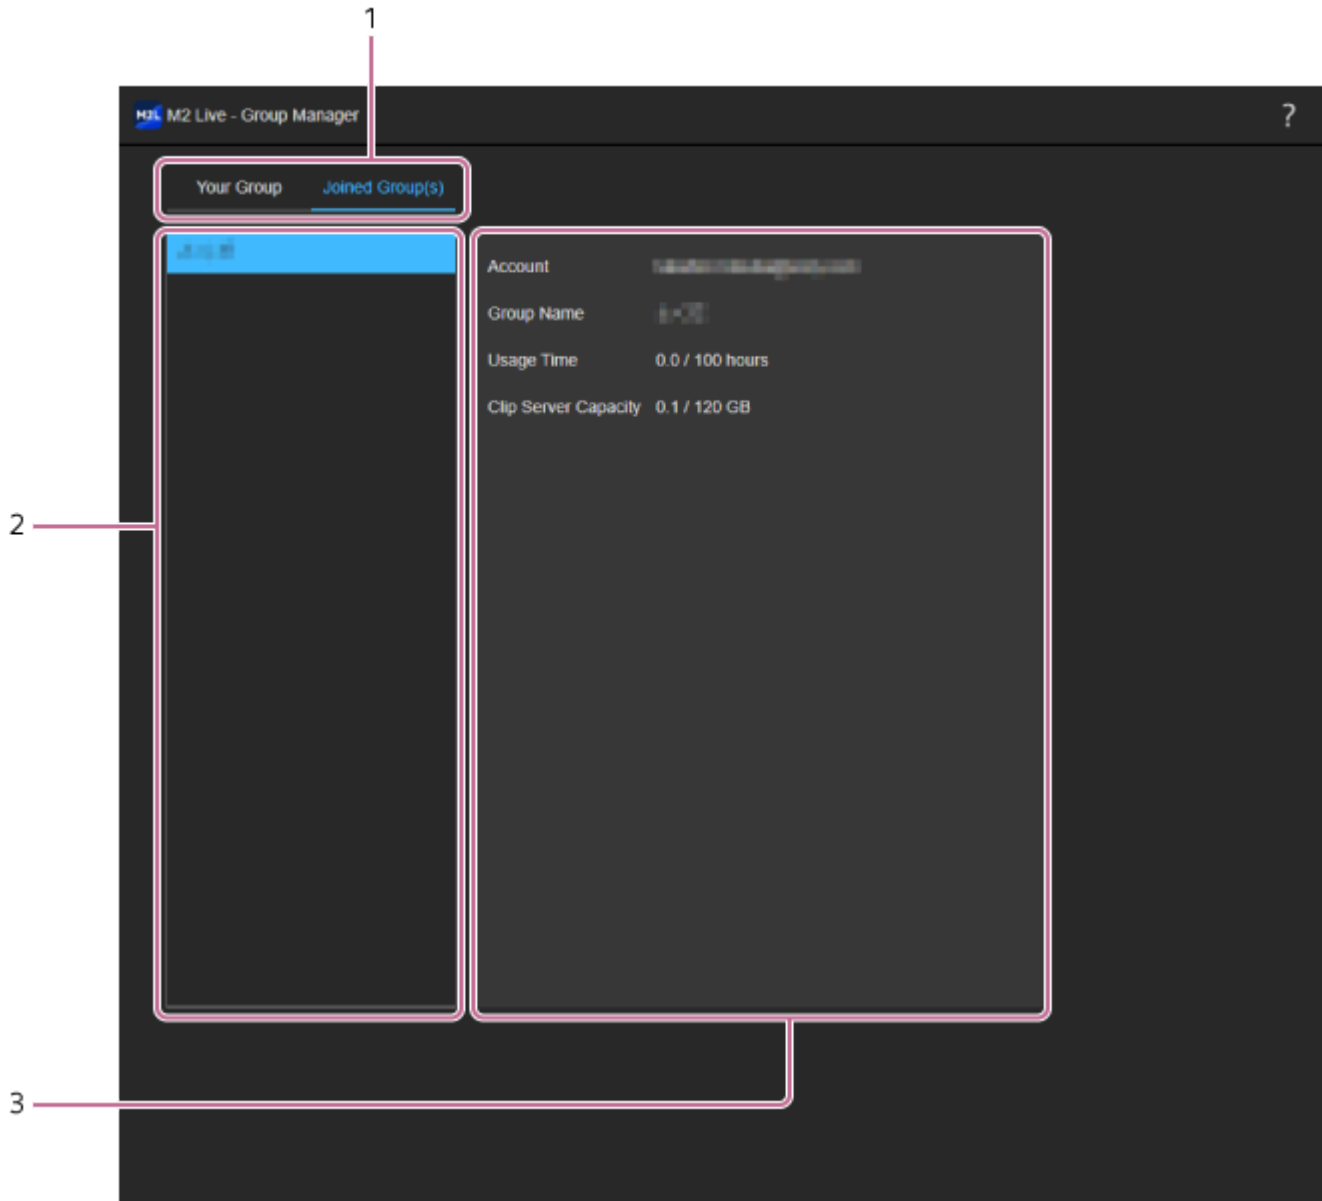 1
M2L M2 Live - Group Manager ?
Your Group Joined Group(s)
Account
Group Name
Usage Time 0.0 / 100 hours
Clip Server Capacity 0.1 / 120 GB
2
3